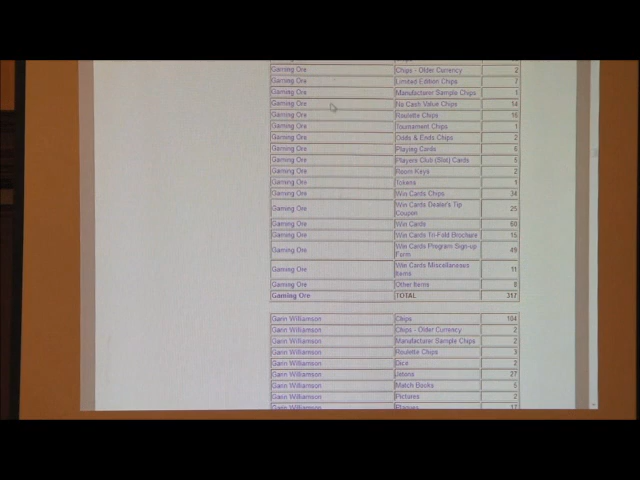 Gaming Ore Chips - Older Currency 2
Gaming Ore Limited Edition Chips 7
Gaming Ore Manufacturer Sample Chips 1
Gaming Ore No Cash Value Chips 14
Gaming Ore Roulette Chips 16
Gaming Ore Tournament Chips 1
Gaming Ore Odds & Ends Chips 2
Gaming Ore Playing Cards 6
Gaming Ore Players Club (Slot) Cards 5
Gaming Ore Room Keys 2
Gaming Ore Tokens 1
Gaming Ore Win Cards Chips 34
Gaming Ore Win Cards Dealer's Tip Coupon 25
Gaming Ore Win Cards 60
Gaming Ore Win Cards Tri-Fold Brochure 15
Gaming Ore Win Cards Program Sign-up Form 49
Gaming Ore Win Cards Miscellaneous Items 11
Gaming Ore Other Items 8
Gaming Ore TOTAL 317
Garin Williamson Chips 184
Garin Williamson Chips - Older Currency 2
Garin Williamson Manufacturer Sample Chips 2
Garin Williamson Roulette Chips 3
Garin Williamson Dice 2
Garin Williamson Jetons 27
Garin Williamson Match Books 5
Garin Williamson Pictures 2
Garin Williamson Plaques